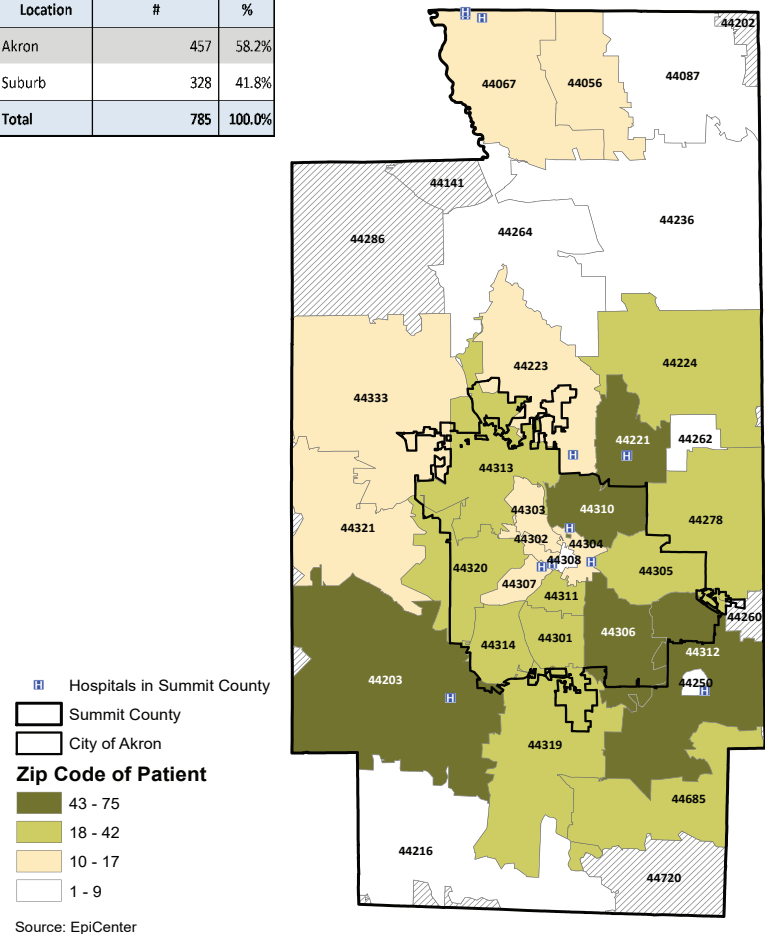 Location # %
Akron 457 58.2%
Suburb 328 41.8%
Total 785 100.0%
H
H
44202
44067
44056
44087
44141
44286
44264
44236
44223
44224
44333
44221
44262
H
H
44313
44303
44310
44278
44321
H
44302
44304
44308
H
H
H
44320
44305
44307
44311
44260
44314
44301
44306
44312
44203
44250
H
H
44319
44685
44216
44720
H Hospitals in Summit County
Summit County
City of Akron
Zip Code of Patient
43 - 75
18 - 42
10 - 17
1 - 9
Source: EpiCenter